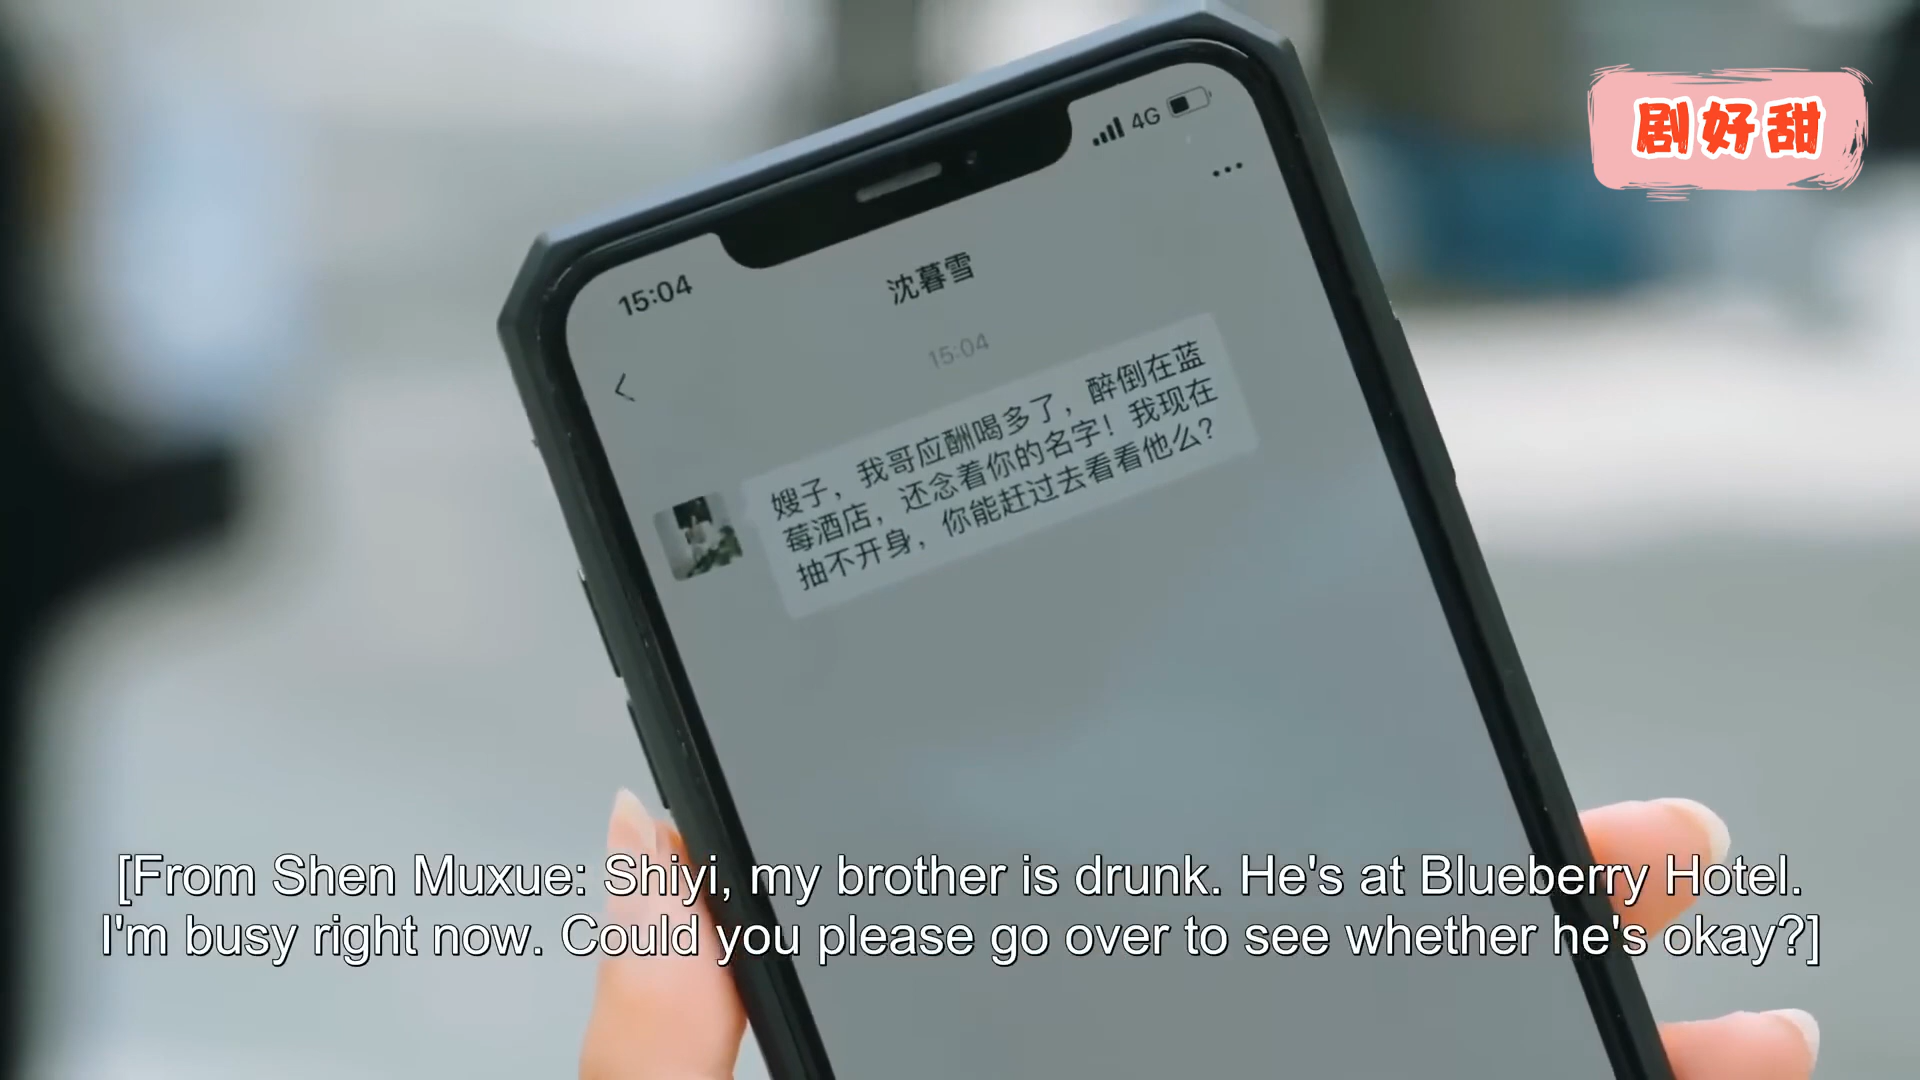 剧好甜
4G
15:04
沈暮雪
15:04
嫂子，我哥应酬喝多了，醉倒在蓝
莓酒店，还念着你的名字！我现在
抽不开身，你能赶过去看看他么？
[From Shen Muxue: Shiyi, my brother is drunk. He's at Blueberry Hotel.
I'm busy right now. Could you please go over to see whether he's okay?]